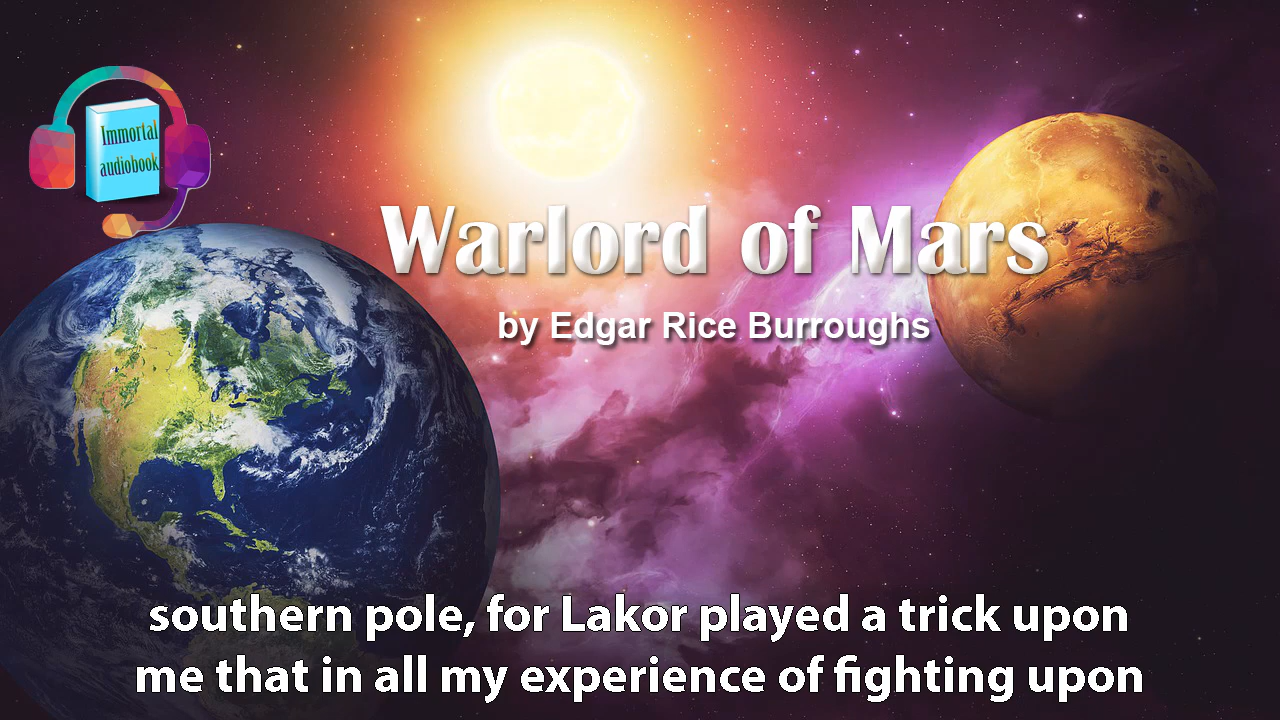 Immortal
audiobook
Warlord of Mars
by Edgar Rice Burroughs
southern pole, for Lakor played a trick upon
me that in all my experience of fighting upon